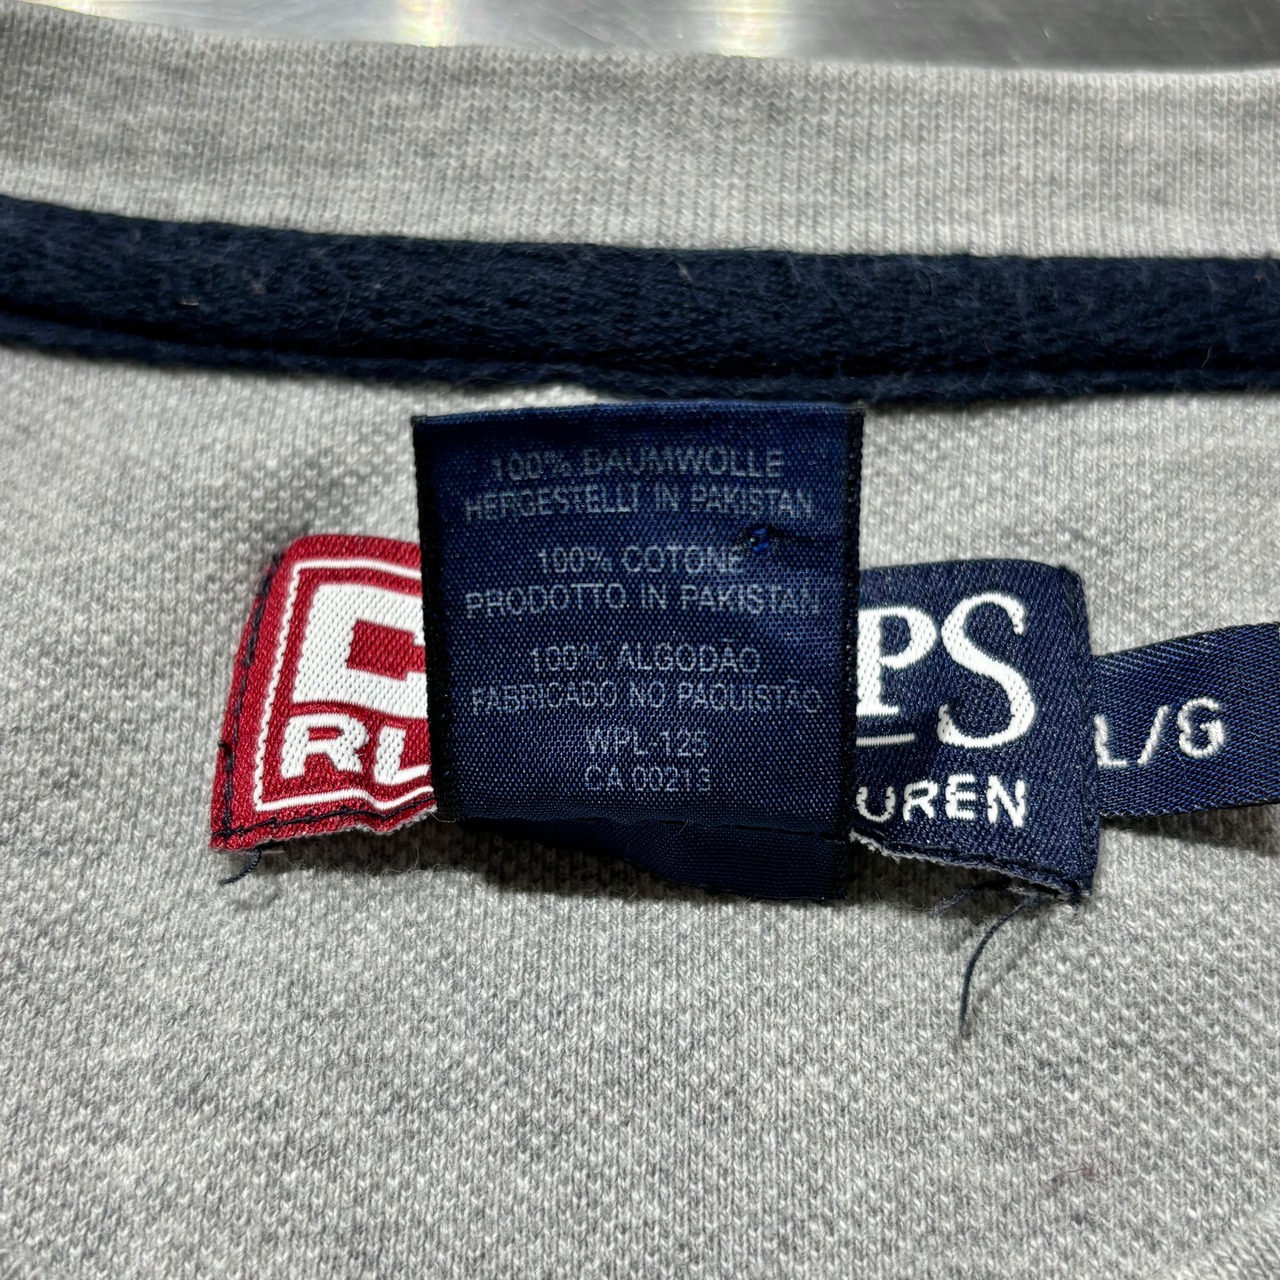 100% BAUMWOLLE
HERGESTELLT IN PAKISTAN
100% COTONE
PRODOTTO IN PAKISTAN
100% ALGODÃO
FABRICADO NO PAQUISTÃO
WPL-125
CA 00213
C PS
RL UREN
L/G